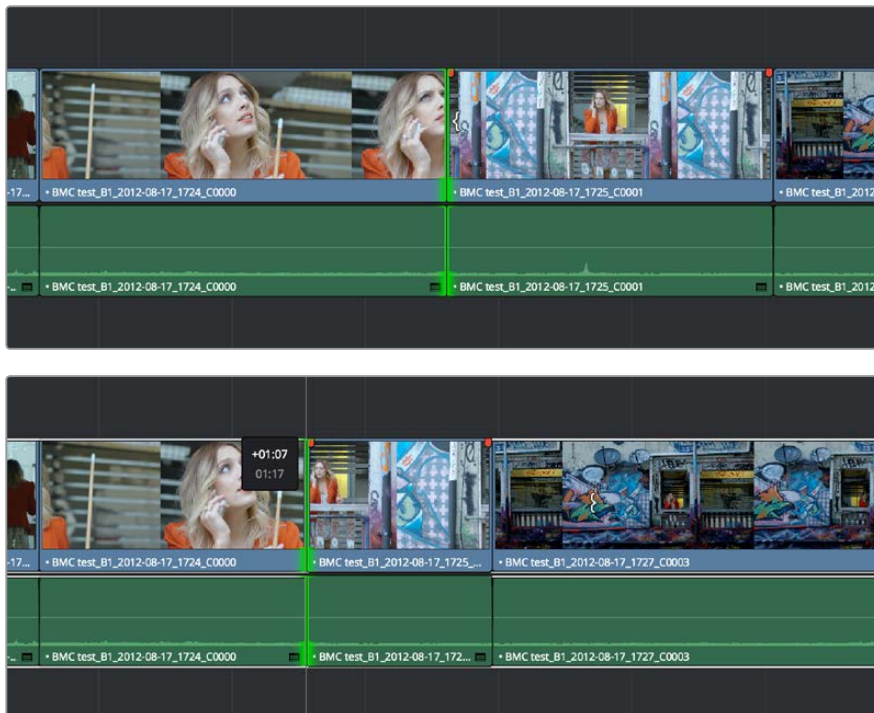 -17...
• BMC test_B1_2012-08-17_1724_C0000
• BMC test_B1_2012-08-17_1725_C0001
• BMC test_B1_2012
-..
• BMC test_B1_2012-08-17_1724_C0000
• BMC test_B1_2012-08-17_1725_C0001
• BMC test_B1_2012
+01:07
01:17
-17...
• BMC test_B1_2012-08-17_1724_C0000
• BMC test_B1_2012-08-17_1725_...
• BMC test_B1_2012-08-17_1727_C0003
-..
• BMC test_B1_2012-08-17_1724_C0000
• BMC test_B1_2012-08-17_172...
• BMC test_B1_2012-08-17_1727_C0003